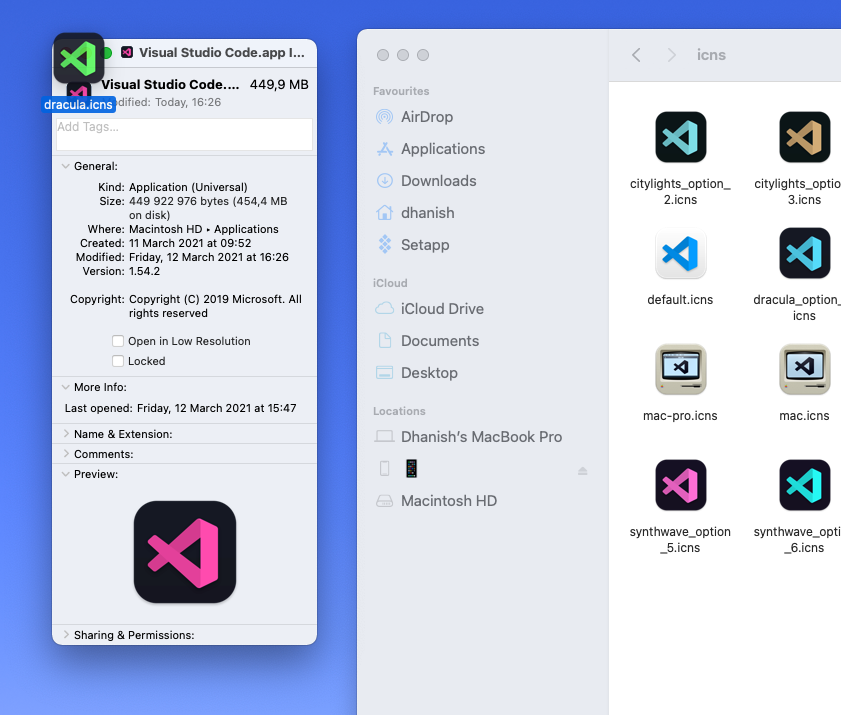 Visual Studio Code.app I...
Visual Studio Code.... 449,9 MB
dracula.icns
odified: Today, 16:26
Add Tags...
General:
Kind: Application (Universal)
Size: 449 922 976 bytes (454,4 MB
on disk)
Where: Macintosh HD ▸ Applications
Created: 11 March 2021 at 09:52
Modified: Friday, 12 March 2021 at 16:26
Version: 1.54.2
Copyright: Copyright (C) 2019 Microsoft. All
rights reserved
Open in Low Resolution
Locked
More Info:
Last opened: Friday, 12 March 2021 at 15:47
Name & Extension:
Comments:
Preview:
Sharing & Permissions:
Favourites
AirDrop
Applications
Downloads
dhanish
Setapp
iCloud
iCloud Drive
Documents
Desktop
Locations
Dhanish's MacBook Pro
Macintosh HD
icns
citylights_option_
2.icns
citylights_optio
3.icns
default.icns
dracula_option_
icns
mac-pro.icns
mac.icns
synthwave_option
_5.icns
synthwave_opti
_6.icns